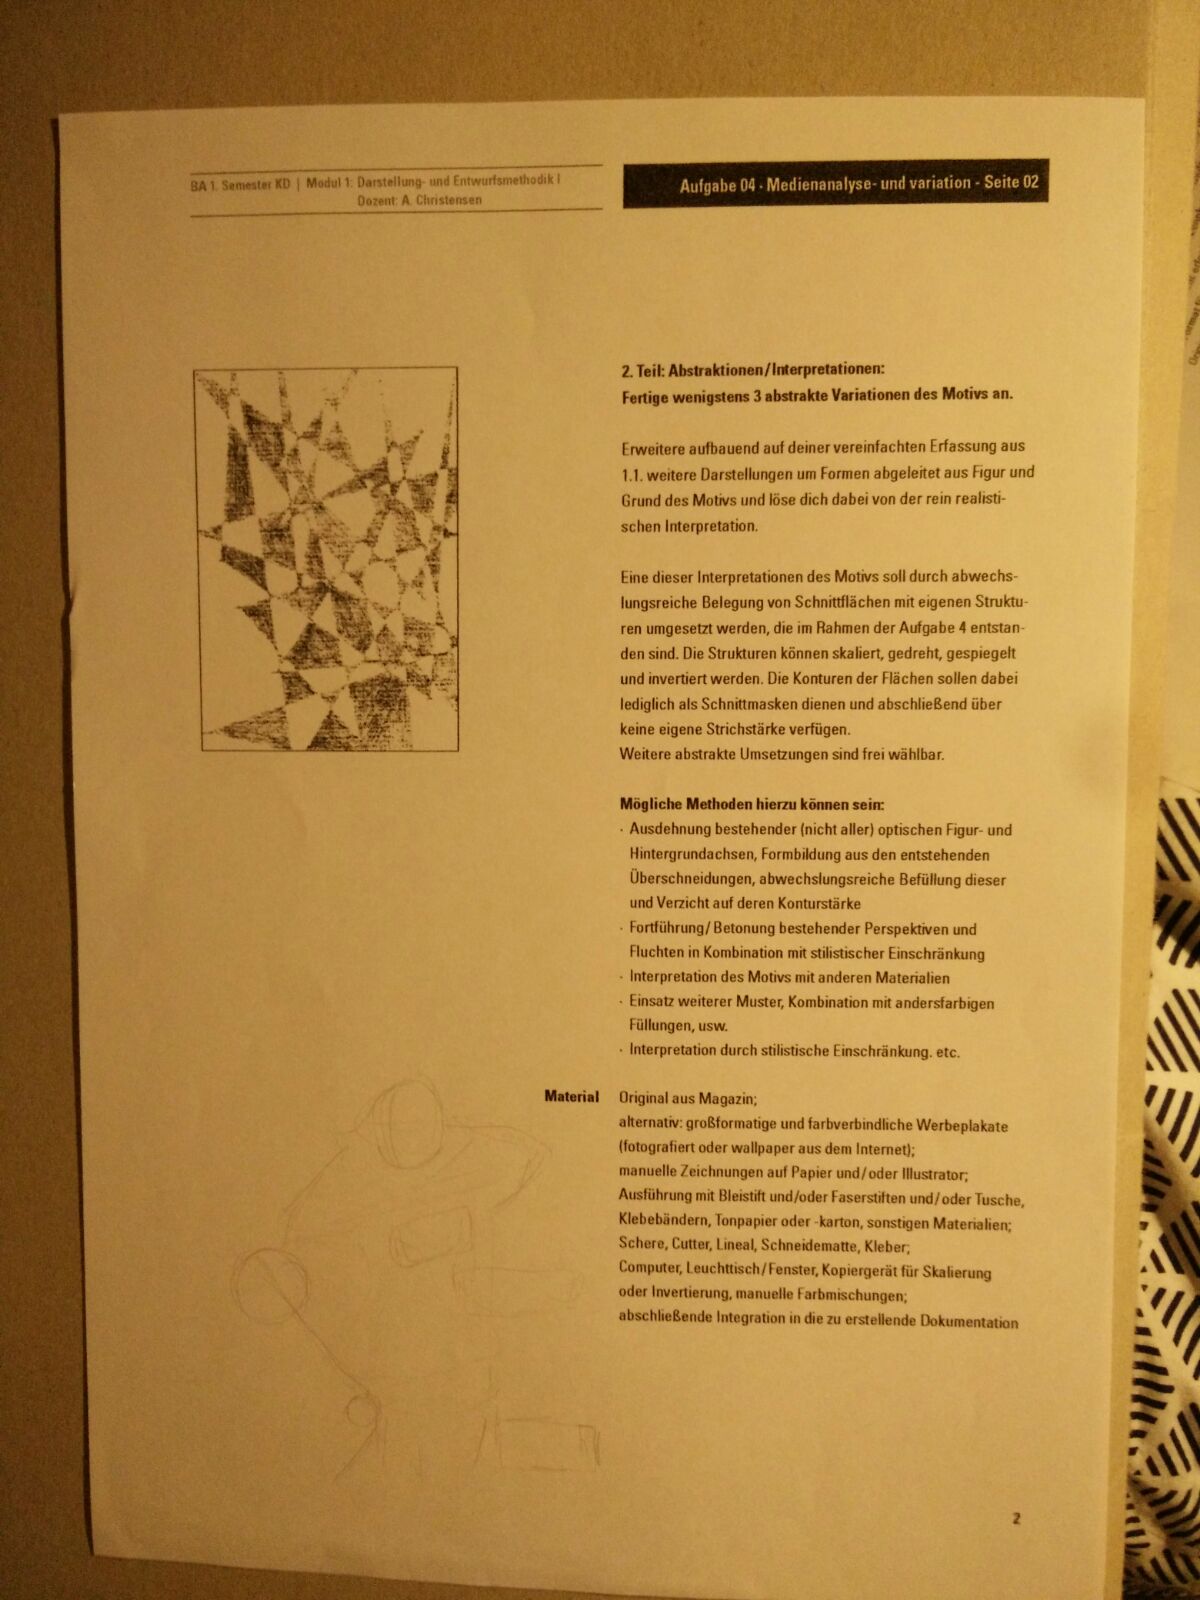 BA 1. Semester KD | Modul 1: Darstellung- und Entwurfsmethodik I
Dozent: A. Christensen
Aufgabe 04 · Medienanalyse- und variation - Seite 02
2. Teil: Abstraktionen/Interpretationen:
Fertige wenigstens 3 abstrakte Variationen des Motivs an.
Erweitere aufbauend auf deiner vereinfachten Erfassung aus
1.1. weitere Darstellungen um Formen abgeleitet aus Figur und
Grund des Motivs und löse dich dabei von der rein realisti-
schen Interpretation.
Eine dieser Interpretationen des Motivs soll durch abwechs-
lungsreiche Belegung von Schnittflächen mit eigenen Struktu-
ren umgesetzt werden, die im Rahmen der Aufgabe 4 entstan-
den sind. Die Strukturen können skaliert, gedreht, gespiegelt
und invertiert werden. Die Konturen der Flächen sollen dabei
lediglich als Schnittmasken dienen und abschließend über
keine eigene Strichstärke verfügen.
Weitere abstrakte Umsetzungen sind frei wählbar.
Mögliche Methoden hierzu können sein:
· Ausdehnung bestehender (nicht aller) optischen Figur- und
Hintergrundachsen, Formbildung aus den entstehenden
Überschneidungen, abwechslungsreiche Befüllung dieser
und Verzicht auf deren Konturstärke
· Fortführung/Betonung bestehender Perspektiven und
Fluchten in Kombination mit stilistischer Einschränkung
· Interpretation des Motivs mit anderen Materialien
· Einsatz weiterer Muster, Kombination mit andersfarbigen
Füllungen, usw.
· Interpretation durch stilistische Einschränkung. etc.
Material
Original aus Magazin;
alternativ: großformatige und farbverbindliche Werbeplakate
(fotografiert oder wallpaper aus dem Internet);
manuelle Zeichnungen auf Papier und/oder Illustrator;
Ausführung mit Bleistift und/oder Faserstiften und/oder Tusche,
Klebebändern, Tonpapier oder -karton, sonstigen Materialien;
Schere, Cutter, Lineal, Schneidematte, Kleber;
Computer, Leuchttisch/Fenster, Kopiergerät für Skalierung
oder Invertierung, manuelle Farbmischungen;
abschließende Integration in die zu erstellende Dokumentation
2